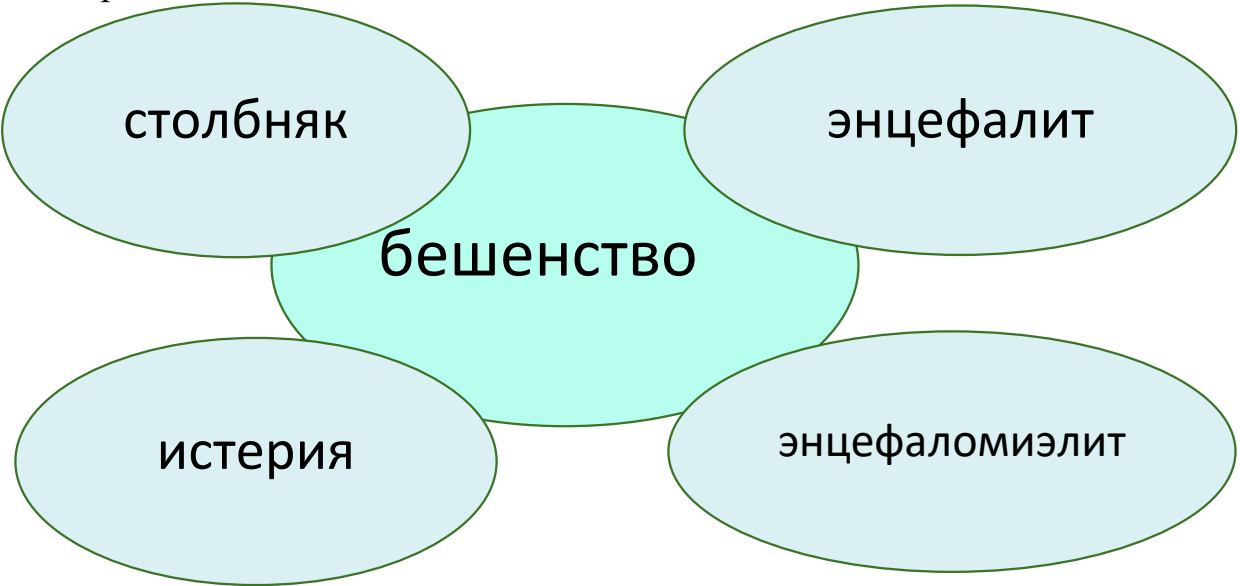 столбняк
энцефалит
бешенство
истерия
энцефаломиэлит